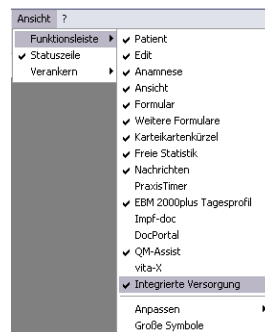 Ansicht ?
Funktionsleiste
Statuszeile
Verankern
Patient
Edit
Anamnese
Ansicht
Formular
Weitere Formulare
Karteikartenkürzel
Freie Statistik
Nachrichten
PraxisTimer
EBM 2000plus Tagesprofil
Impf-doc
DocPortal
QM-Assist
vita-X
Integrierte Versorgung
Anpassen
Große Symbole